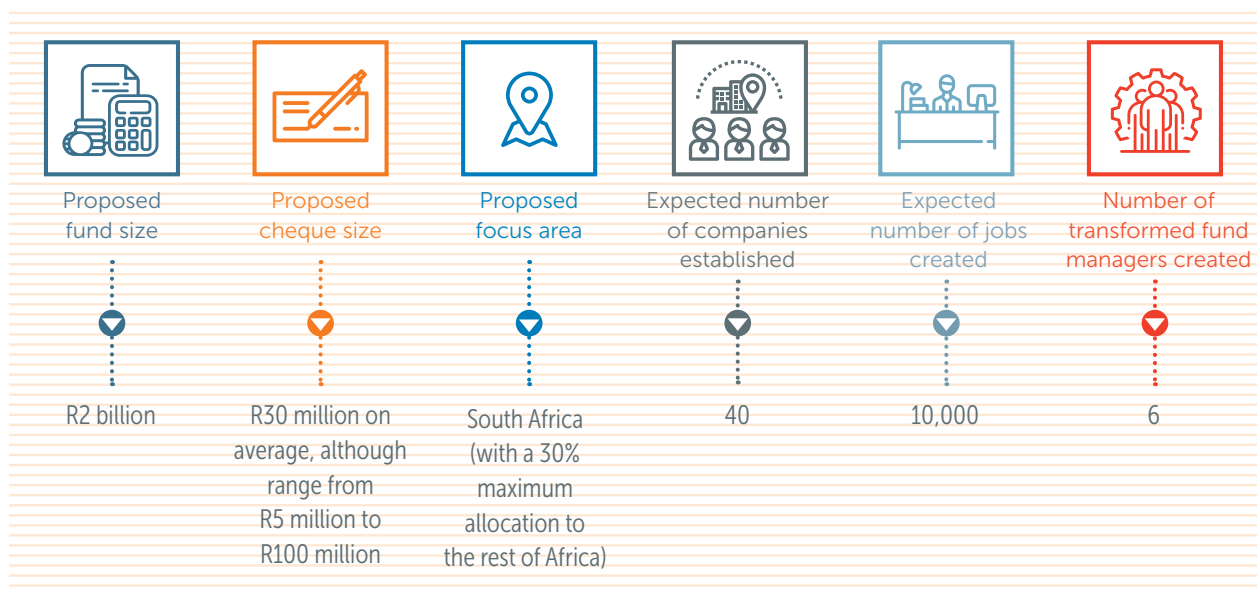 Proposed
fund size
R2 billion
Proposed
cheque size
R30 million on
average, although
range from
R5 million to
R100 million
Proposed
focus area
South Africa
(with a 30%
maximum
allocation to
the rest of Africa)
Expected number
of companies
established
40
Expected
number of jobs
created
10,000
Number of
transformed fund
managers created
6